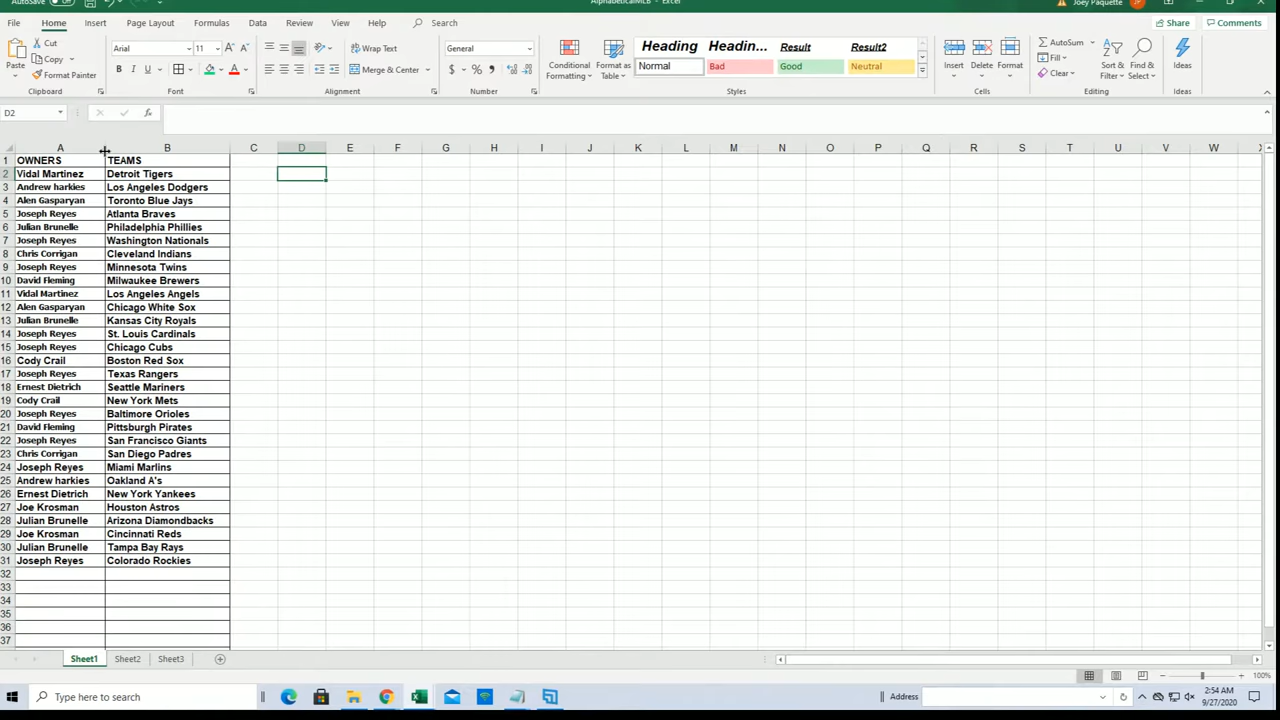 AutoSave Off AlphabeticalMLB - Excel Joey Paquette JP
File Home Insert Page Layout Formulas Data Review View Help Search Share Comments
Paste Cut Copy Format Painter Clipboard
Arial 11 Font
Wrap Text Merge & Center Alignment
General Number
Conditional Formatting Format as Table
Heading Headin... Result Result2
Normal Bad Good Neutral
Styles
Insert Delete Format Cells
AutoSum Fill Clear Sort & Filter Find & Select Editing
Ideas Ideas
D2 fx
A B C D E F G H I J K L M N O P Q R S T U V W X
1 OWNERS TEAMS
2 Vidal Martinez Detroit Tigers
3 Andrew harkies Los Angeles Dodgers
4 Alen Gasparyan Toronto Blue Jays
5 Joseph Reyes Atlanta Braves
6 Julian Brunelle Philadelphia Phillies
7 Joseph Reyes Washington Nationals
8 Chris Corrigan Cleveland Indians
9 Joseph Reyes Minnesota Twins
10 David Fleming Milwaukee Brewers
11 Vidal Martinez Los Angeles Angels
12 Alen Gasparyan Chicago White Sox
13 Julian Brunelle Kansas City Royals
14 Joseph Reyes St. Louis Cardinals
15 Joseph Reyes Chicago Cubs
16 Cody Crail Boston Red Sox
17 Joseph Reyes Texas Rangers
18 Ernest Dietrich Seattle Mariners
19 Cody Crail New York Mets
20 Joseph Reyes Baltimore Orioles
21 David Fleming Pittsburgh Pirates
22 Joseph Reyes San Francisco Giants
23 Chris Corrigan San Diego Padres
24 Joseph Reyes Miami Marlins
25 Andrew harkies Oakland A's
26 Ernest Dietrich New York Yankees
27 Joe Krosman Houston Astros
28 Julian Brunelle Arizona Diamondbacks
29 Joe Krosman Cincinnati Reds
30 Julian Brunelle Tampa Bay Rays
31 Joseph Reyes Colorado Rockies
32
33
34
35
36
37
Sheet1 Sheet2 Sheet3
100%
Type here to search Address 2:54 AM
9/27/2020